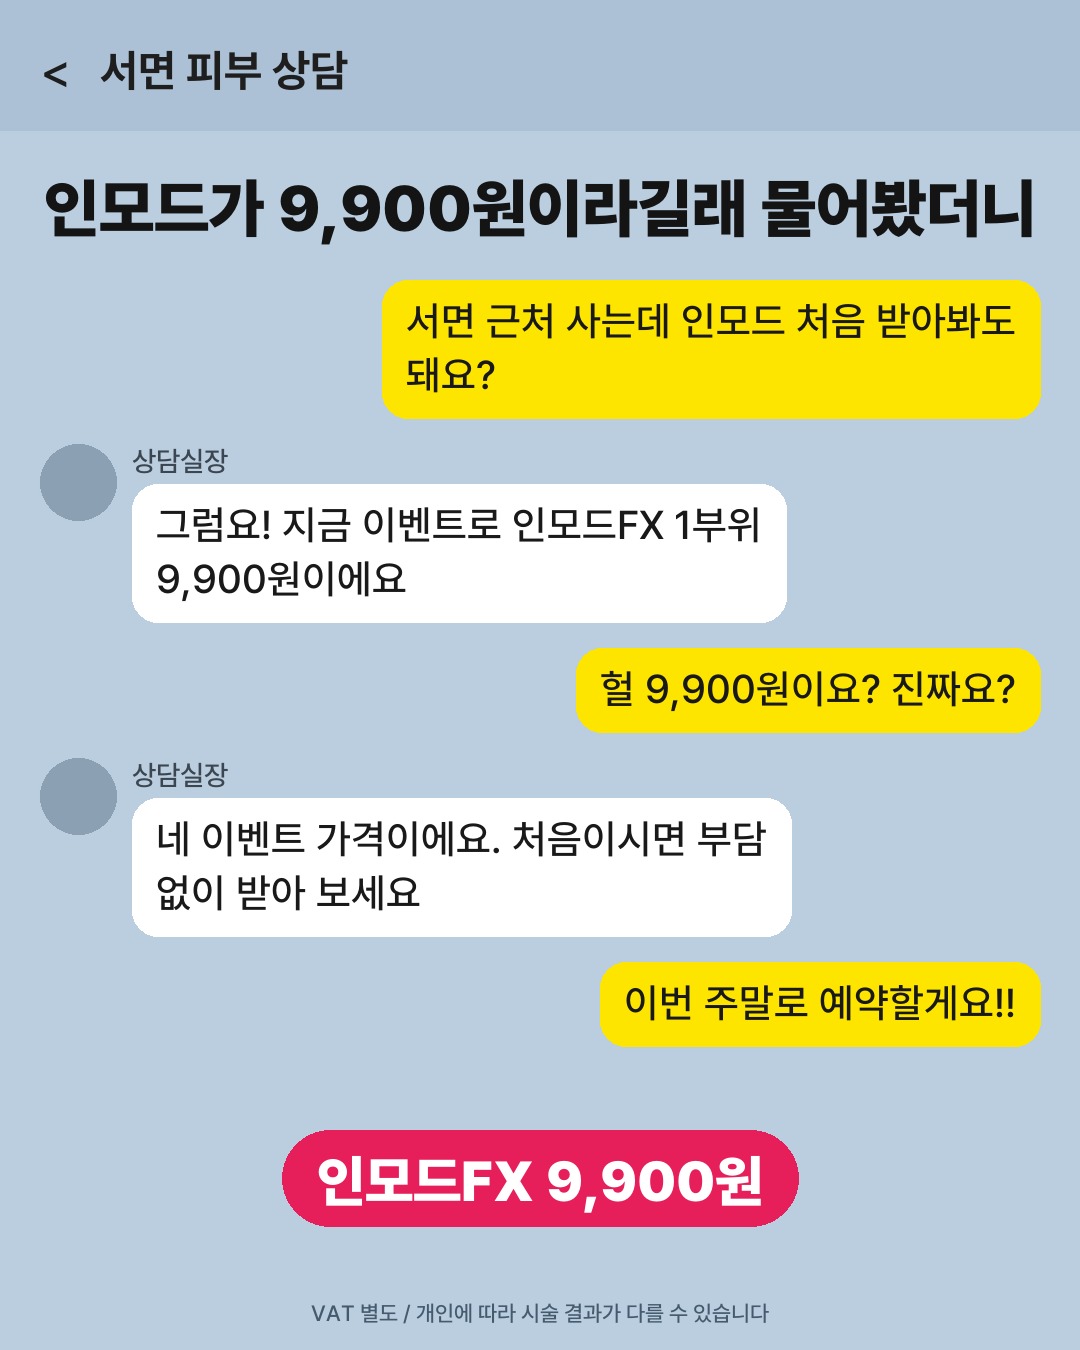 < 서면 피부 상담
인모드가 9,900원이라길래 물어봤더니
서면 근처 사는데 인모드 처음 받아봐도
돼요?
상담실장
그럼요! 지금 이벤트로 인모드FX 1부위
9,900원이에요
헐 9,900원이요? 진짜요?
상담실장
네 이벤트 가격이에요. 처음이시면 부담
없이 받아 보세요
이번 주말로 예약할게요!!
인모드FX 9,900원
VAT 별도 / 개인에 따라 시술 결과가 다를 수 있습니다